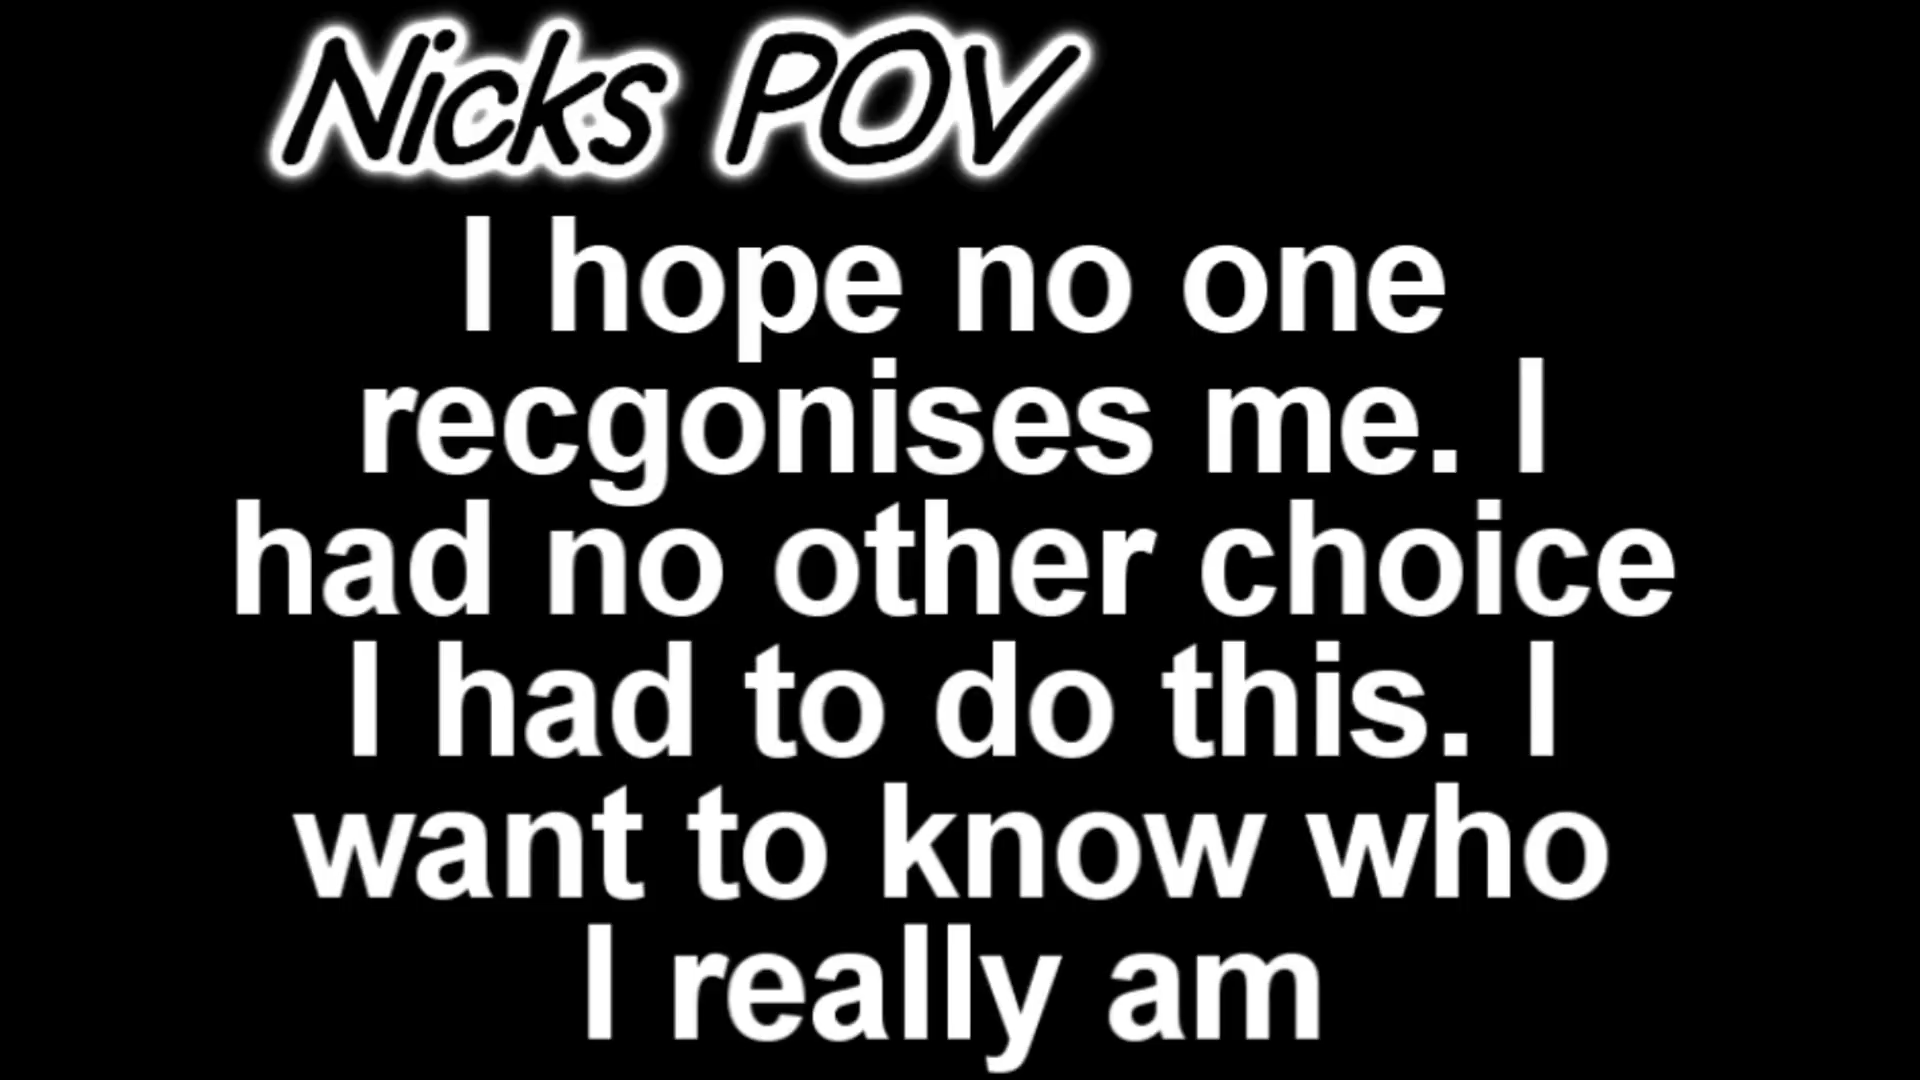 Nicks POV
I hope no one
recgonises me. I
had no other choice
I had to do this. I
want to know who
I really am